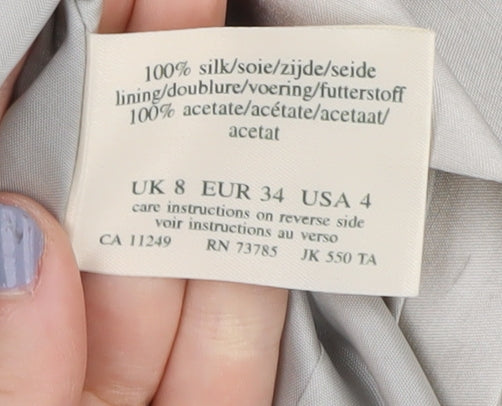 100% silk/soie/zijde/seide
lining/doublure/voering/futterstoff
100% acetate/acétate/acetaat/
acetat
UK 8 EUR 34 USA 4
care instructions on reverse side
voir instructions au verso
CA 11249 RN 73785 JK 550 TA